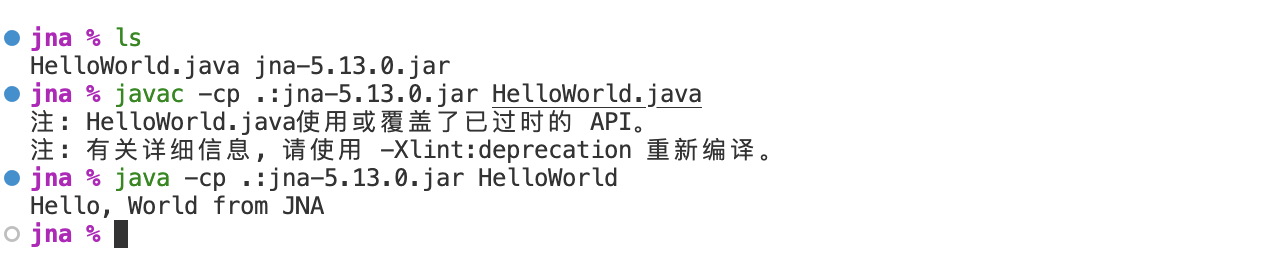 jna % ls
HelloWorld.java jna-5.13.0.jar
jna % javac -cp .:jna-5.13.0.jar HelloWorld.java
注: HelloWorld.java使用或覆盖了已过时的 API。
注: 有关详细信息, 请使用 -Xlint:deprecation 重新编译。
jna % java -cp .:jna-5.13.0.jar HelloWorld
Hello, World from JNA
jna %